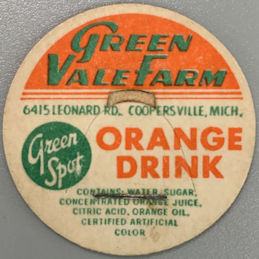 GREEN
VALE FARM
6415 LEONARD RD. COOPERSVILLE, MICH.
Green
Spot
ORANGE
DRINK
CONTAINS: WATER, SUGAR,
CONCENTRATED ORANGE JUICE,
CITRIC ACID, ORANGE OIL,
CERTIFIED ARTIFICIAL
COLOR